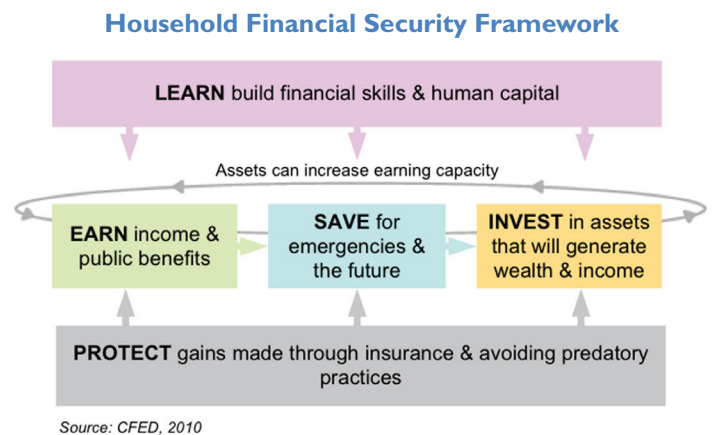 Household Financial Security Framework
LEARN build financial skills & human capital
Assets can increase earning capacity
EARN income &
public benefits
SAVE for
emergencies &
the future
INVEST in assets
that will generate
wealth & income
PROTECT gains made through insurance & avoiding predatory
practices
Source: CFED, 2010